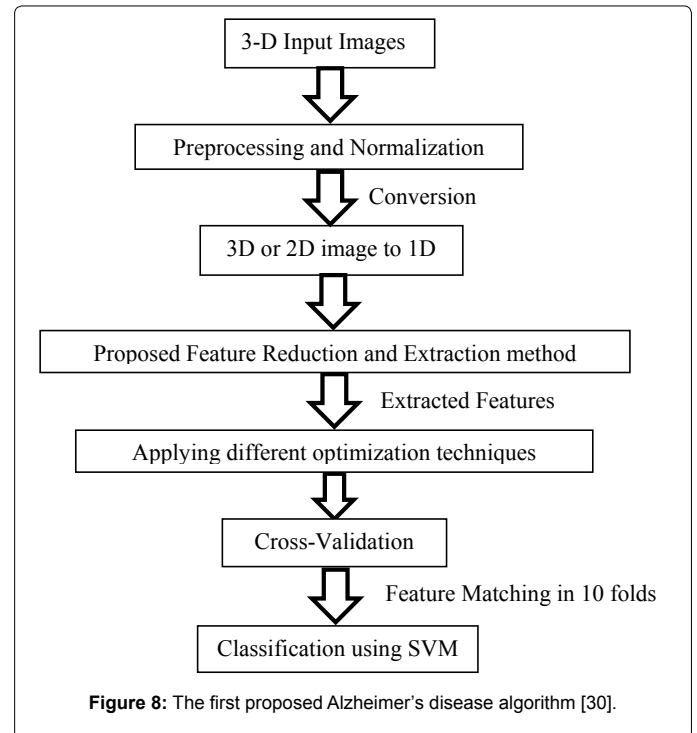 3-D Input Images
Preprocessing and Normalization
Conversion
3D or 2D image to 1D
Proposed Feature Reduction and Extraction method
Extracted Features
Applying different optimization techniques
Cross-Validation
Feature Matching in 10 folds
Classification using SVM
Figure 8: The first proposed Alzheimer's disease algorithm [30].